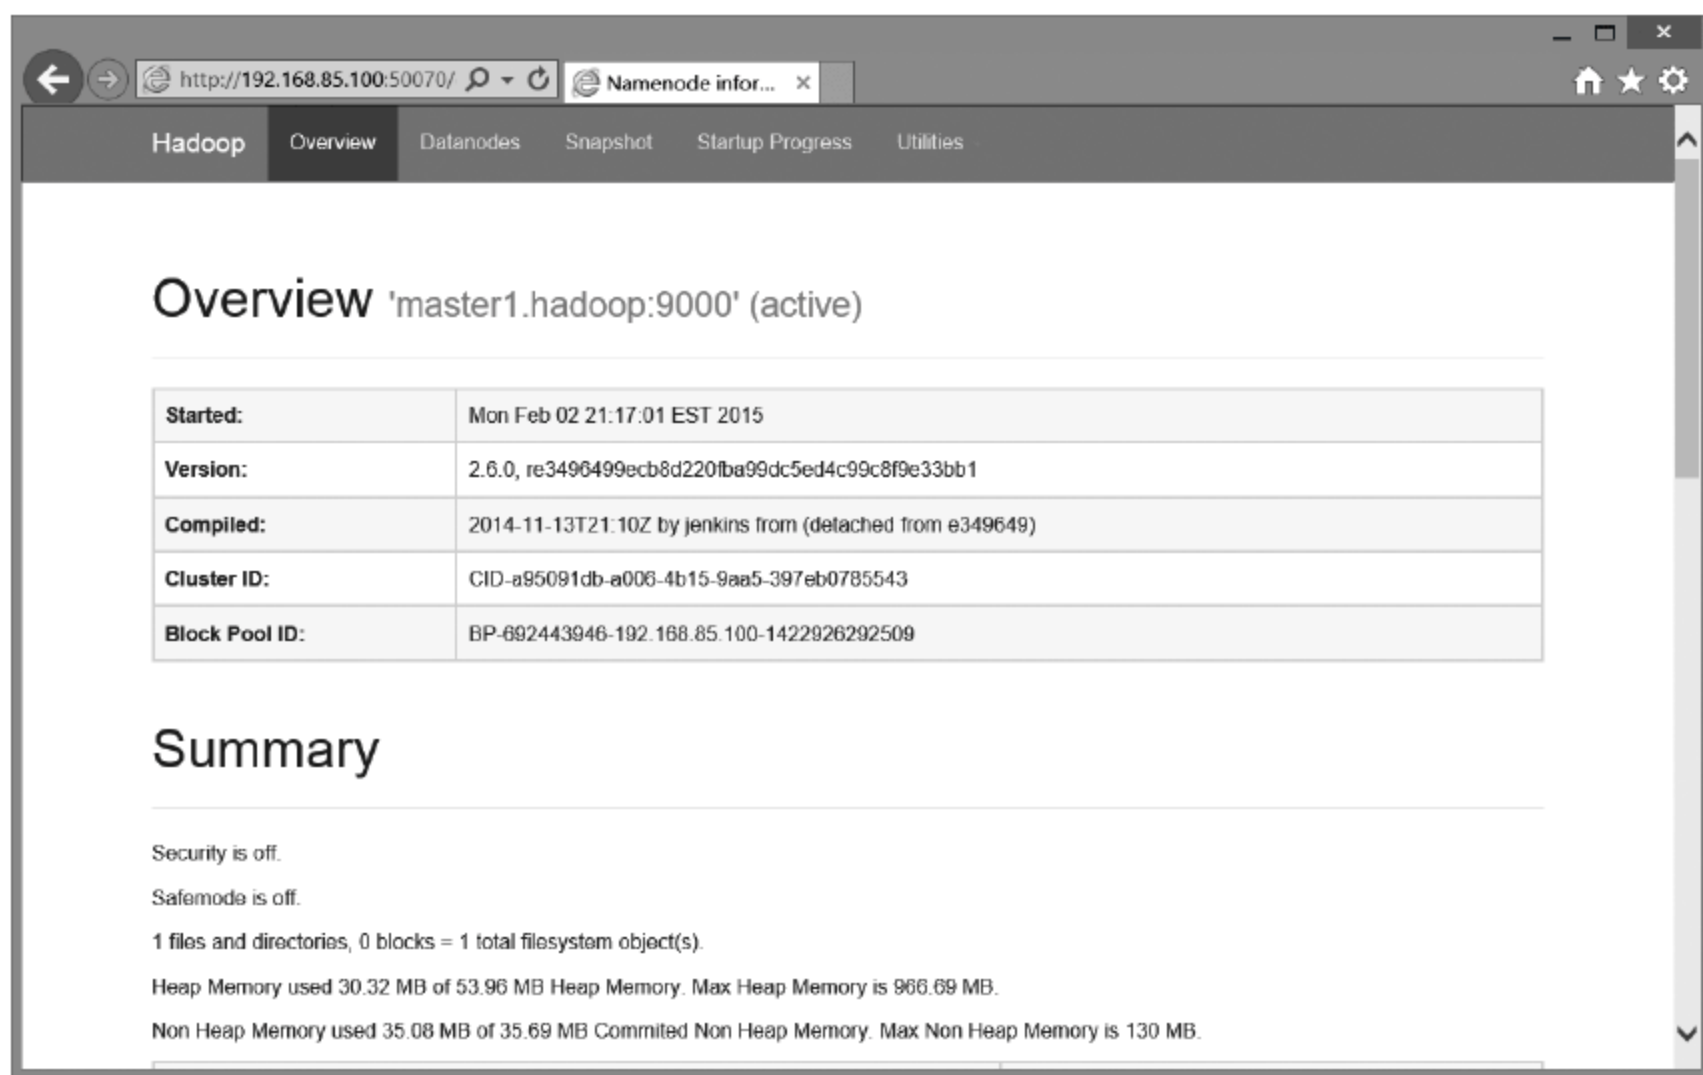 http://192.168.85.100:50070/
Namenode infor...
Hadoop Overview Datanodes Snapshot Startup Progress Utilities
Overview 'master1.hadoop:9000' (active)
Started: Mon Feb 02 21:17:01 EST 2015
Version: 2.6.0, re3496499ecb8d220fba99dc5ed4c99c8f9e33bb1
Compiled: 2014-11-13T21:10Z by jenkins from (detached from e349649)
Cluster ID: CID-a95091db-a006-4b15-9aa5-397eb0785543
Block Pool ID: BP-692443946-192.168.85.100-1422926292509
Summary
Security is off.
Safemode is off.
1 files and directories, 0 blocks = 1 total filesystem object(s).
Heap Memory used 30.32 MB of 53.96 MB Heap Memory. Max Heap Memory is 966.69 MB.
Non Heap Memory used 35.08 MB of 35.69 MB Commited Non Heap Memory. Max Non Heap Memory is 130 MB.